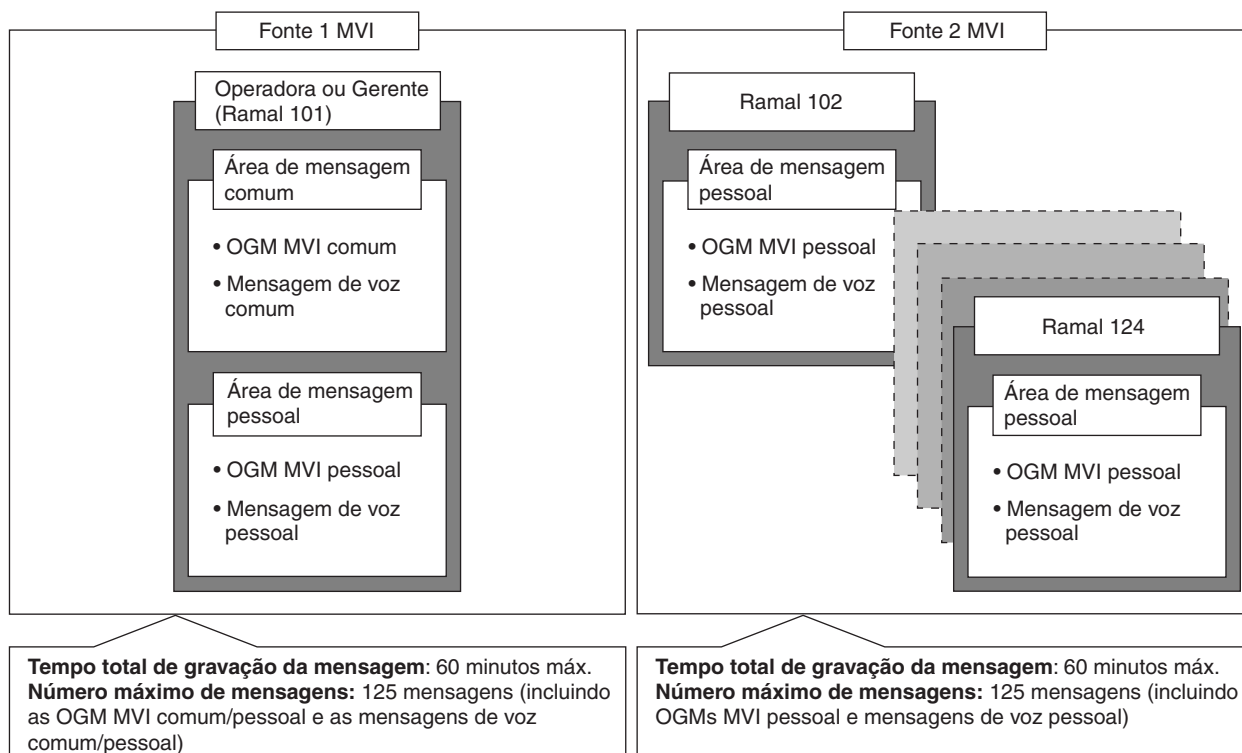 Fonte 1 MVI
Operadora ou Gerente
(Ramal 101)
Área de mensagem
comum
• OGM MVI comum
• Mensagem de voz
comum
Área de mensagem
pessoal
• OGM MVI pessoal
• Mensagem de voz
pessoal
Tempo total de gravação da mensagem: 60 minutos máx.
Número máximo de mensagens: 125 mensagens (incluindo
as OGM MVI comum/pessoal e as mensagens de voz
comum/pessoal)
Fonte 2 MVI
Ramal 102
Área de mensagem
pessoal
• OGM MVI pessoal
• Mensagem de voz
pessoal
Ramal 124
Área de mensagem
pessoal
• OGM MVI pessoal
• Mensagem de voz
pessoal
Tempo total de gravação da mensagem: 60 minutos máx.
Número máximo de mensagens: 125 mensagens (incluindo
OGMs MVI pessoal e mensagens de voz pessoal)